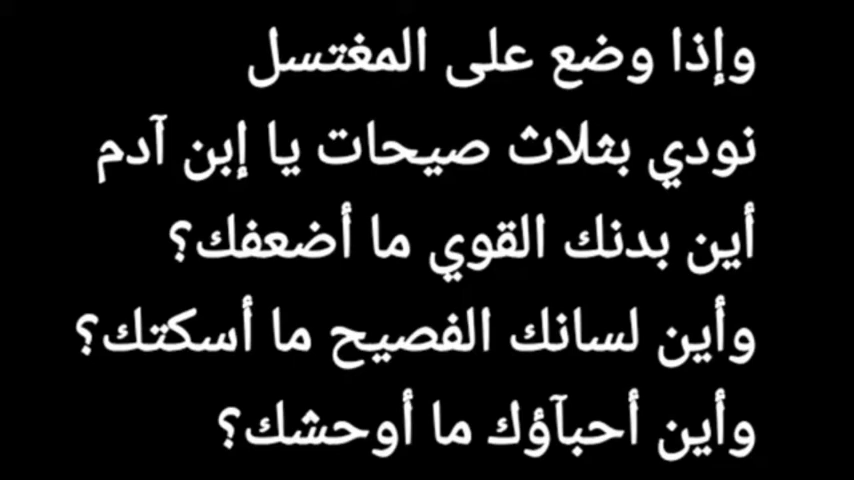 وإذا وضع على المغتسل
نودي بثلاث صيحات يا إبن آدم
أين بدنك القوي ما أضعفك؟
وأين لسانك الفصيح ما أسكتك؟
وأين أحبآؤك ما أوحشك؟